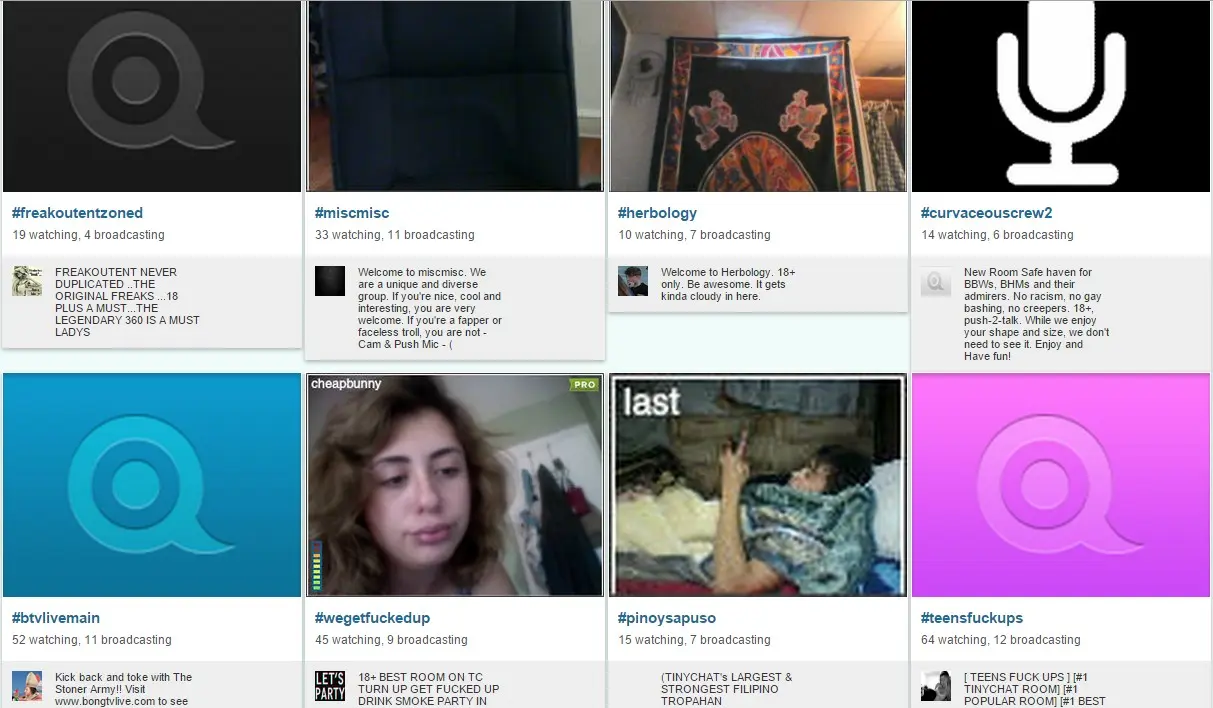 #freakoutentzoned
19 watching, 4 broadcasting
FREAKOUTENT NEVER
DUPLICATED ..THE
ORIGINAL FREAKS ...18
PLUS A MUST...THE
LEGENDARY 360 IS A MUST
LADYS
#miscmisc
33 watching, 11 broadcasting
Welcome to miscmisc. We
are a unique and diverse
group. If you're nice, cool and
interesting, you are very
welcome. If you're a fapper or
faceless troll, you are not -
Cam & Push Mic - (
#herbology
10 watching, 7 broadcasting
Welcome to Herbology. 18+
only. Be awesome. It gets
kinda cloudy in here.
#curvaceouscrew2
14 watching, 6 broadcasting
New Room Safe haven for
BBWs, BHMs and their
admirers. No racism, no gay
bashing, no creepers. 18+,
push-2-talk. While we enjoy
your shape and size, we don't
need to see it. Enjoy and
Have fun!
#btvlivemain
52 watching, 11 broadcasting
Kick back and toke with The
Stoner Army!! Visit
www.bongtvlive.com to see
cheapbunny
PRO
#wegetfuckedup
45 watching, 9 broadcasting
LET'S
PARTY
18+ BEST ROOM ON TC
TURN UP GET FUCKED UP
DRINK SMOKE PARTY IN
last
#pinoysapuso
15 watching, 7 broadcasting
(TINYCHAT's LARGEST &
STRONGEST FILIPINO
TROPAHAN
#teensfuckups
64 watching, 12 broadcasting
[ TEENS FUCK UPS ] [#1
TINYCHAT ROOM] [#1
POPULAR ROOM] [#1 BEST